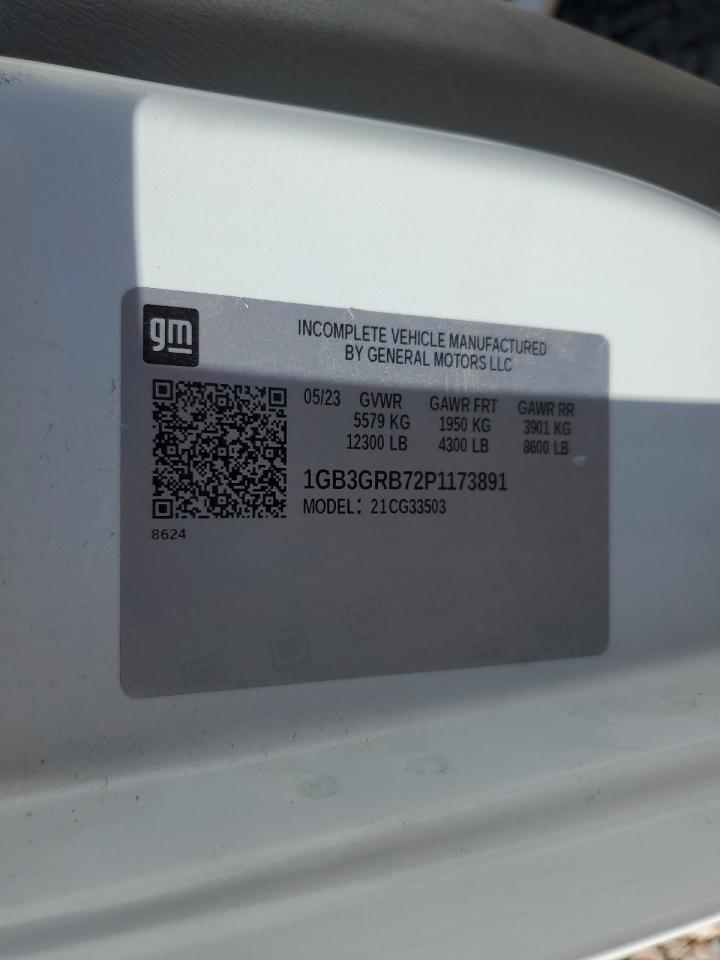 gm
INCOMPLETE VEHICLE MANUFACTURED
BY GENERAL MOTORS LLC
05/23 GVWR GAWR FRT GAWR RR
5579 KG 1950 KG 3901 KG
12300 LB 4300 LB 8600 LB
1GB3GRB72P1173891
MODEL: 21CG33503
8624